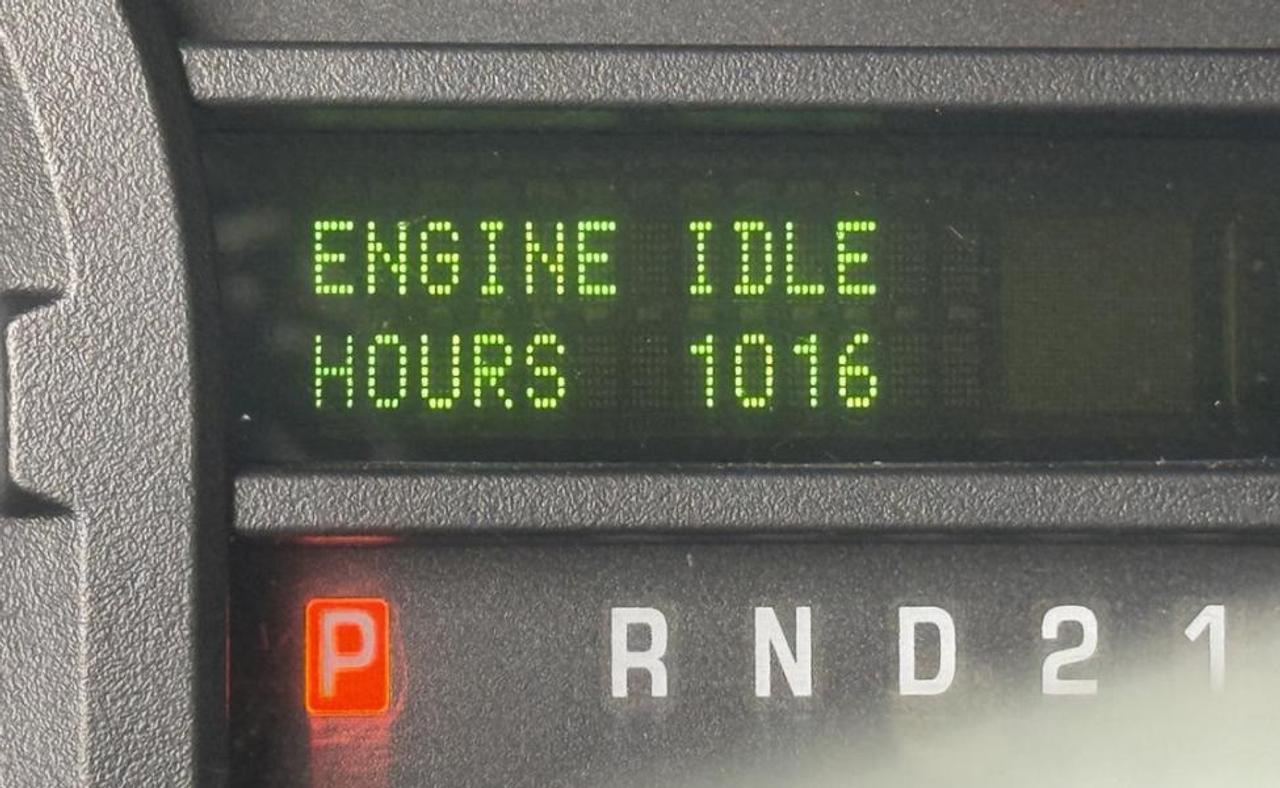 ENGINE IDLE
HOURS 1016
P R N D 2 1